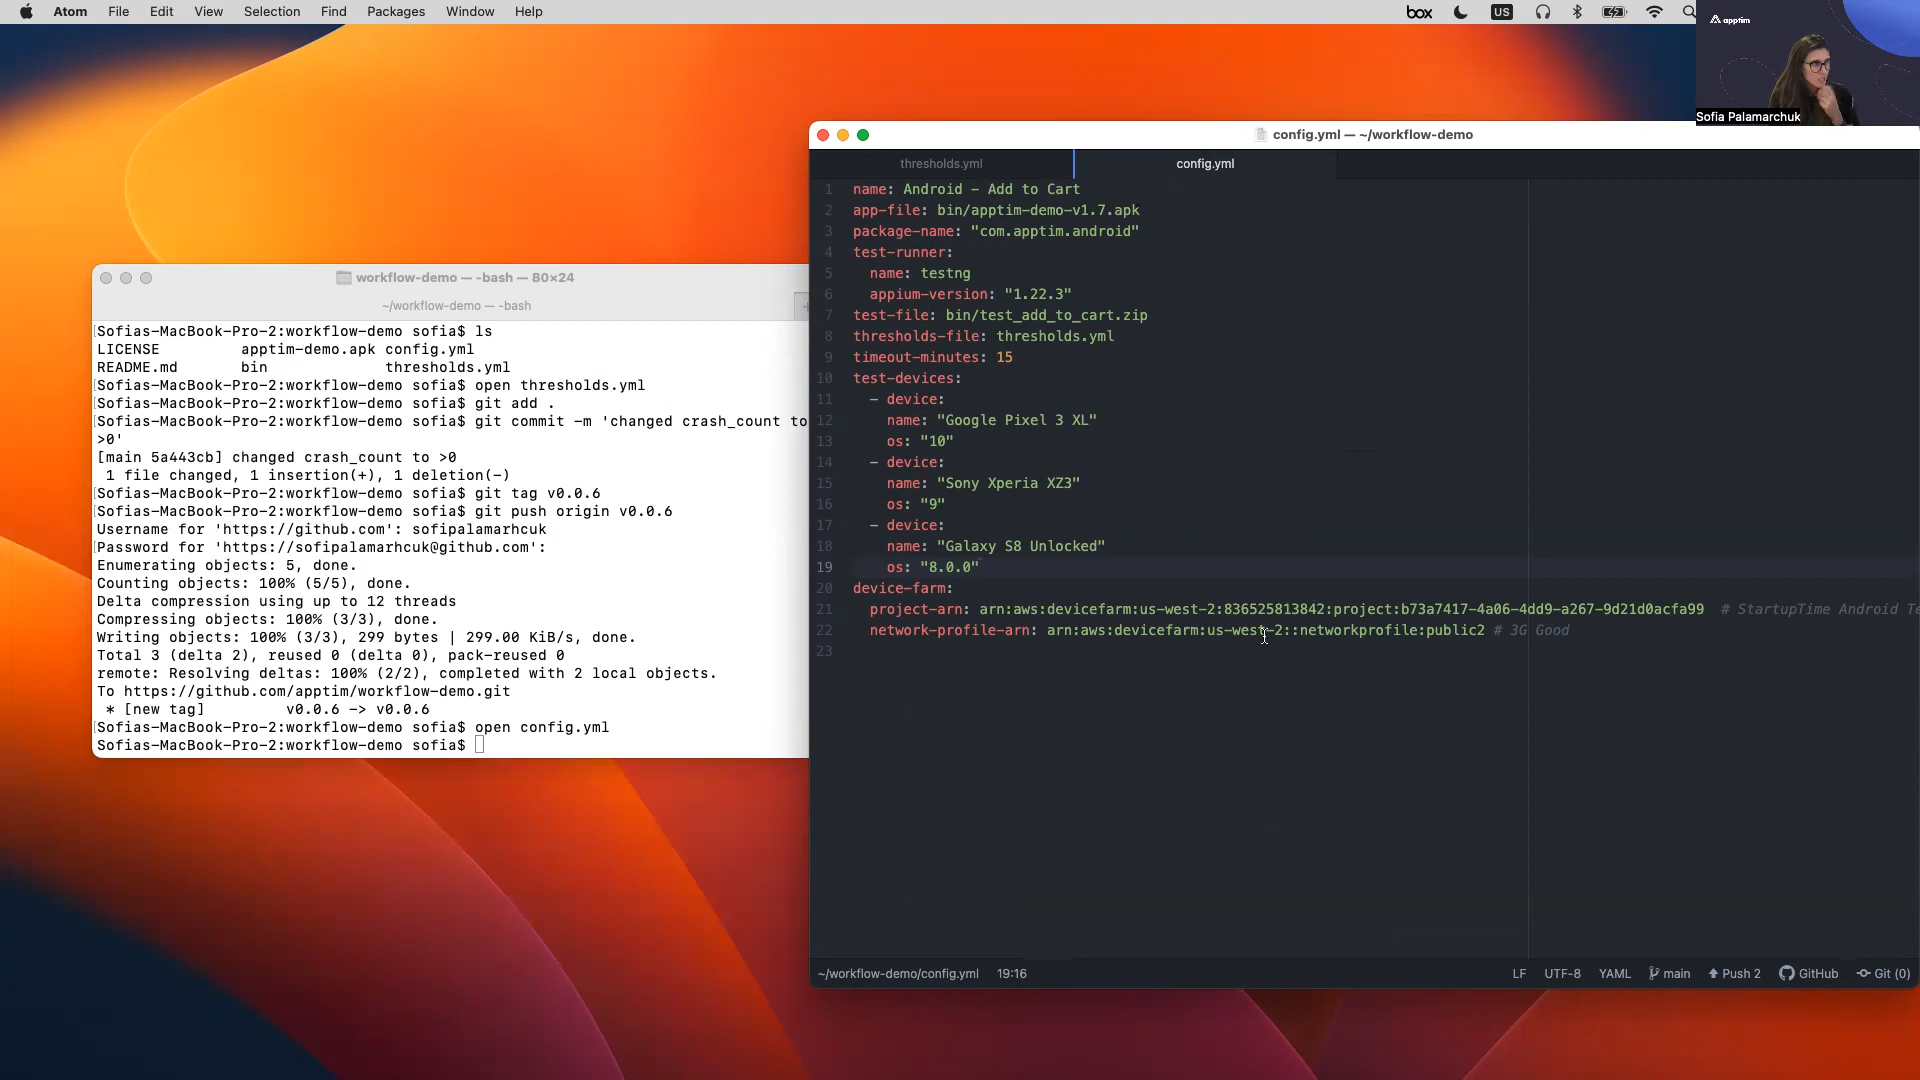 Atom File Edit View Selection Find Packages Window Help
box US
apptim
Sofia Palamarchuk
workflow-demo — -bash — 80×24
~/workflow-demo — -bash
Sofias-MacBook-Pro-2:workflow-demo sofia$ ls
LICENSE apptim-demo.apk config.yml
README.md bin thresholds.yml
Sofias-MacBook-Pro-2:workflow-demo sofia$ open thresholds.yml
Sofias-MacBook-Pro-2:workflow-demo sofia$ git add .
Sofias-MacBook-Pro-2:workflow-demo sofia$ git commit -m 'changed crash_count to
>0'
[main 5a443cb] changed crash_count to >0
1 file changed, 1 insertion(+), 1 deletion(-)
Sofias-MacBook-Pro-2:workflow-demo sofia$ git tag v0.0.6
Sofias-MacBook-Pro-2:workflow-demo sofia$ git push origin v0.0.6
Username for 'https://github.com': sofipalamarhcuk
Password for 'https://sofipalamarhcuk@github.com':
Enumerating objects: 5, done.
Counting objects: 100% (5/5), done.
Delta compression using up to 12 threads
Compressing objects: 100% (3/3), done.
Writing objects: 100% (3/3), 299 bytes | 299.00 KiB/s, done.
Total 3 (delta 2), reused 0 (delta 0), pack-reused 0
remote: Resolving deltas: 100% (2/2), completed with 2 local objects.
To https://github.com/apptim/workflow-demo.git
* [new tag] v0.0.6 -> v0.0.6
Sofias-MacBook-Pro-2:workflow-demo sofia$ open config.yml
Sofias-MacBook-Pro-2:workflow-demo sofia$
config.yml — ~/workflow-demo
thresholds.yml config.yml
1 name: Android - Add to Cart
2 app-file: bin/apptim-demo-v1.7.apk
3 package-name: "com.apptim.android"
4 test-runner:
5 name: testng
6 appium-version: "1.22.3"
7 test-file: bin/test_add_to_cart.zip
8 thresholds-file: thresholds.yml
9 timeout-minutes: 15
10 test-devices:
11 - device:
12 name: "Google Pixel 3 XL"
13 os: "10"
14 - device:
15 name: "Sony Xperia XZ3"
16 os: "9"
17 - device:
18 name: "Galaxy S8 Unlocked"
19 os: "8.0.0"
20 device-farm:
21 project-arn: arn:aws:devicefarm:us-west-2:836525813842:project:b73a7417-4a06-4dd9-a267-9d21d0acfa99 # StartupTime Android Te
22 network-profile-arn: arn:aws:devicefarm:us-west-2::networkprofile:public2 # 3G Good
23
~/workflow-demo/config.yml 19:16 LF UTF-8 YAML main Push 2 GitHub Git (0)